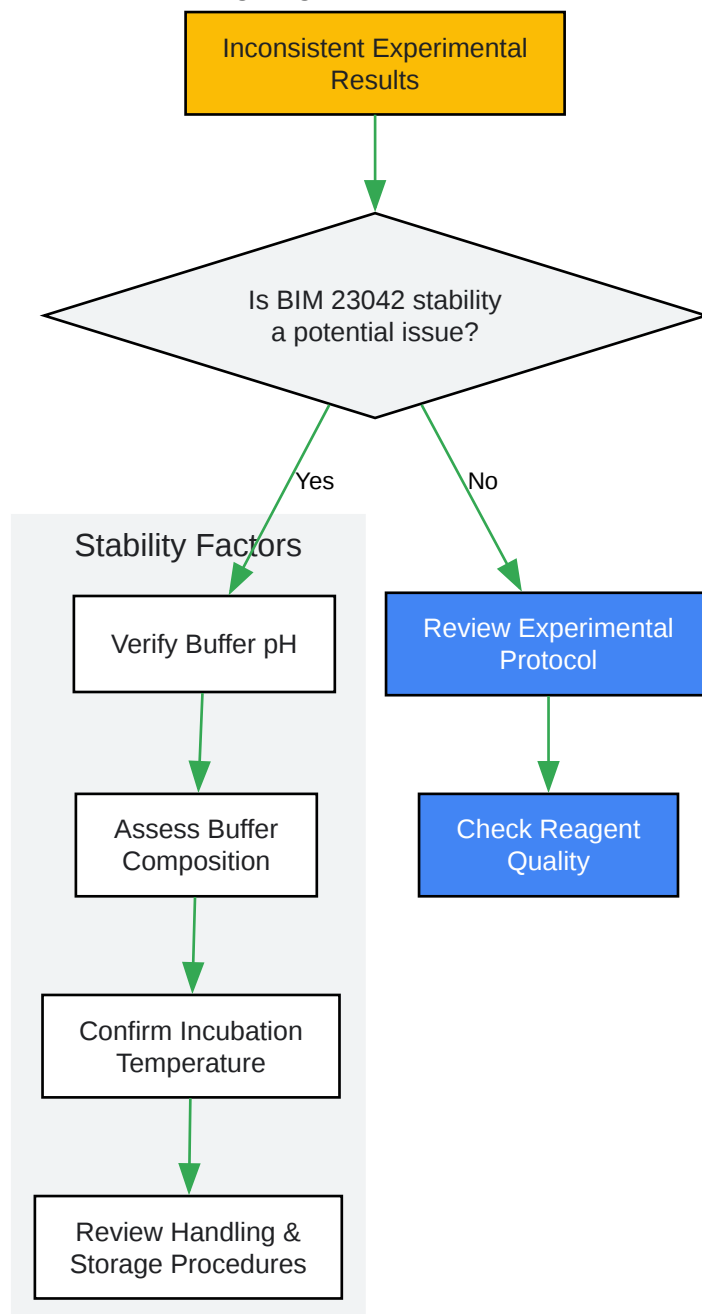 Inconsistent Experimental
Results
Is BIM 23042 stability
a potential issue?
Yes
No
Stability Factors
Verify Buffer pH
Review Experimental
Protocol
Assess Buffer
Composition
Check Reagent
Quality
Confirm Incubation
Temperature
Review Handling &
Storage Procedures